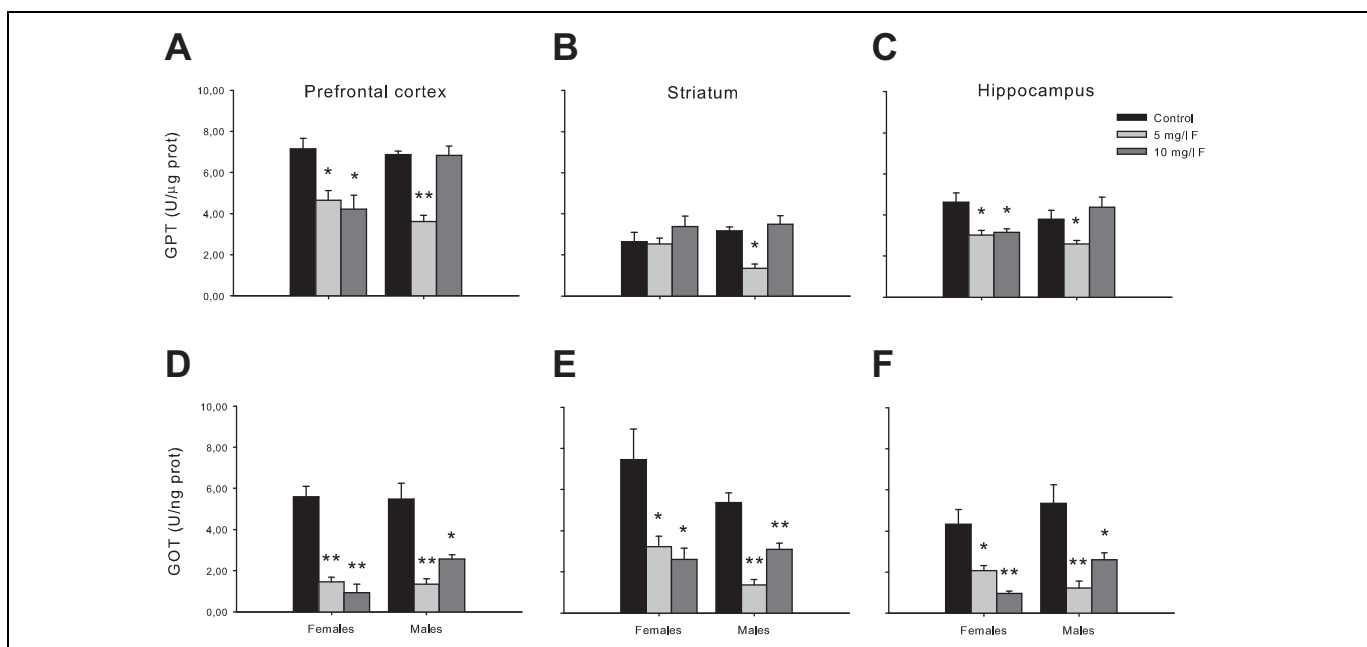 A
B
C
Prefrontal cortex
Striatum
Hippocampus
Control
5 mg/l F
10 mg/l F
GPT (U/µg prot)
10,00
8,00
6,00
4,00
2,00
0,00
* * **
*
* * *
D
E
F
GOT (U/ng prot)
10,00
8,00
6,00
4,00
2,00
0,00
** ** ** *
* * ** **
* ** ** *
Females Males
Females Males
Females Males